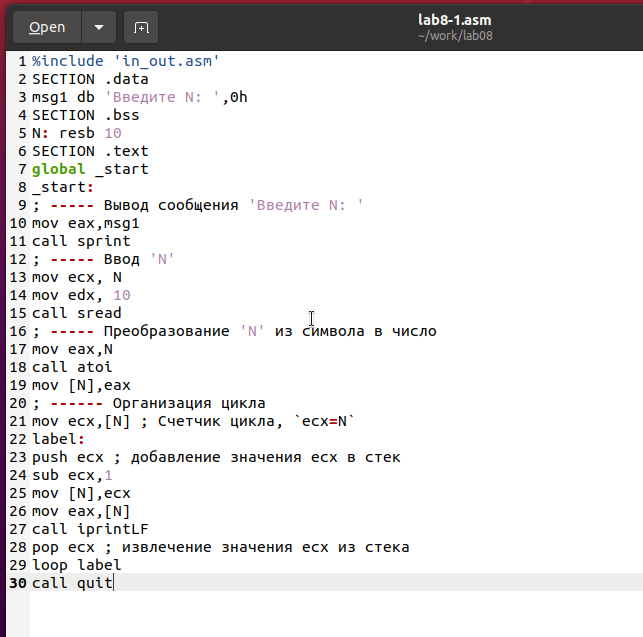 Open
lab8-1.asm
~/work/lab08
1 %include 'in_out.asm'
2 SECTION .data
3 msg1 db 'Введите N: ',0h
4 SECTION .bss
5 N: resb 10
6 SECTION .text
7 global _start
8 _start:
9 ; ----- Вывод сообщения 'Введите N: '
10 mov eax,msg1
11 call sprint
12 ; ----- Ввод 'N'
13 mov ecx, N
14 mov edx, 10
15 call sread
16 ; ----- Преобразование 'N' из символа в число
17 mov eax,N
18 call atoi
19 mov [N],eax
20 ; ------ Организация цикла
21 mov ecx,[N] ; Счетчик цикла, `ecx=N`
22 label:
23 push ecx ; добавление значения ecx в стек
24 sub ecx,1
25 mov [N],ecx
26 mov eax,[N]
27 call iprintLF
28 pop ecx ; извлечение значения ecx из стека
29 loop label
30 call quit